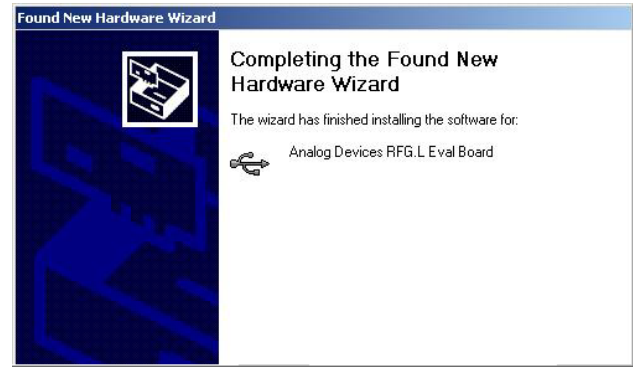 Found New Hardware Wizard
Completing the Found New
Hardware Wizard
The wizard has finished installing the software for:
Analog Devices RFG.L Eval Board